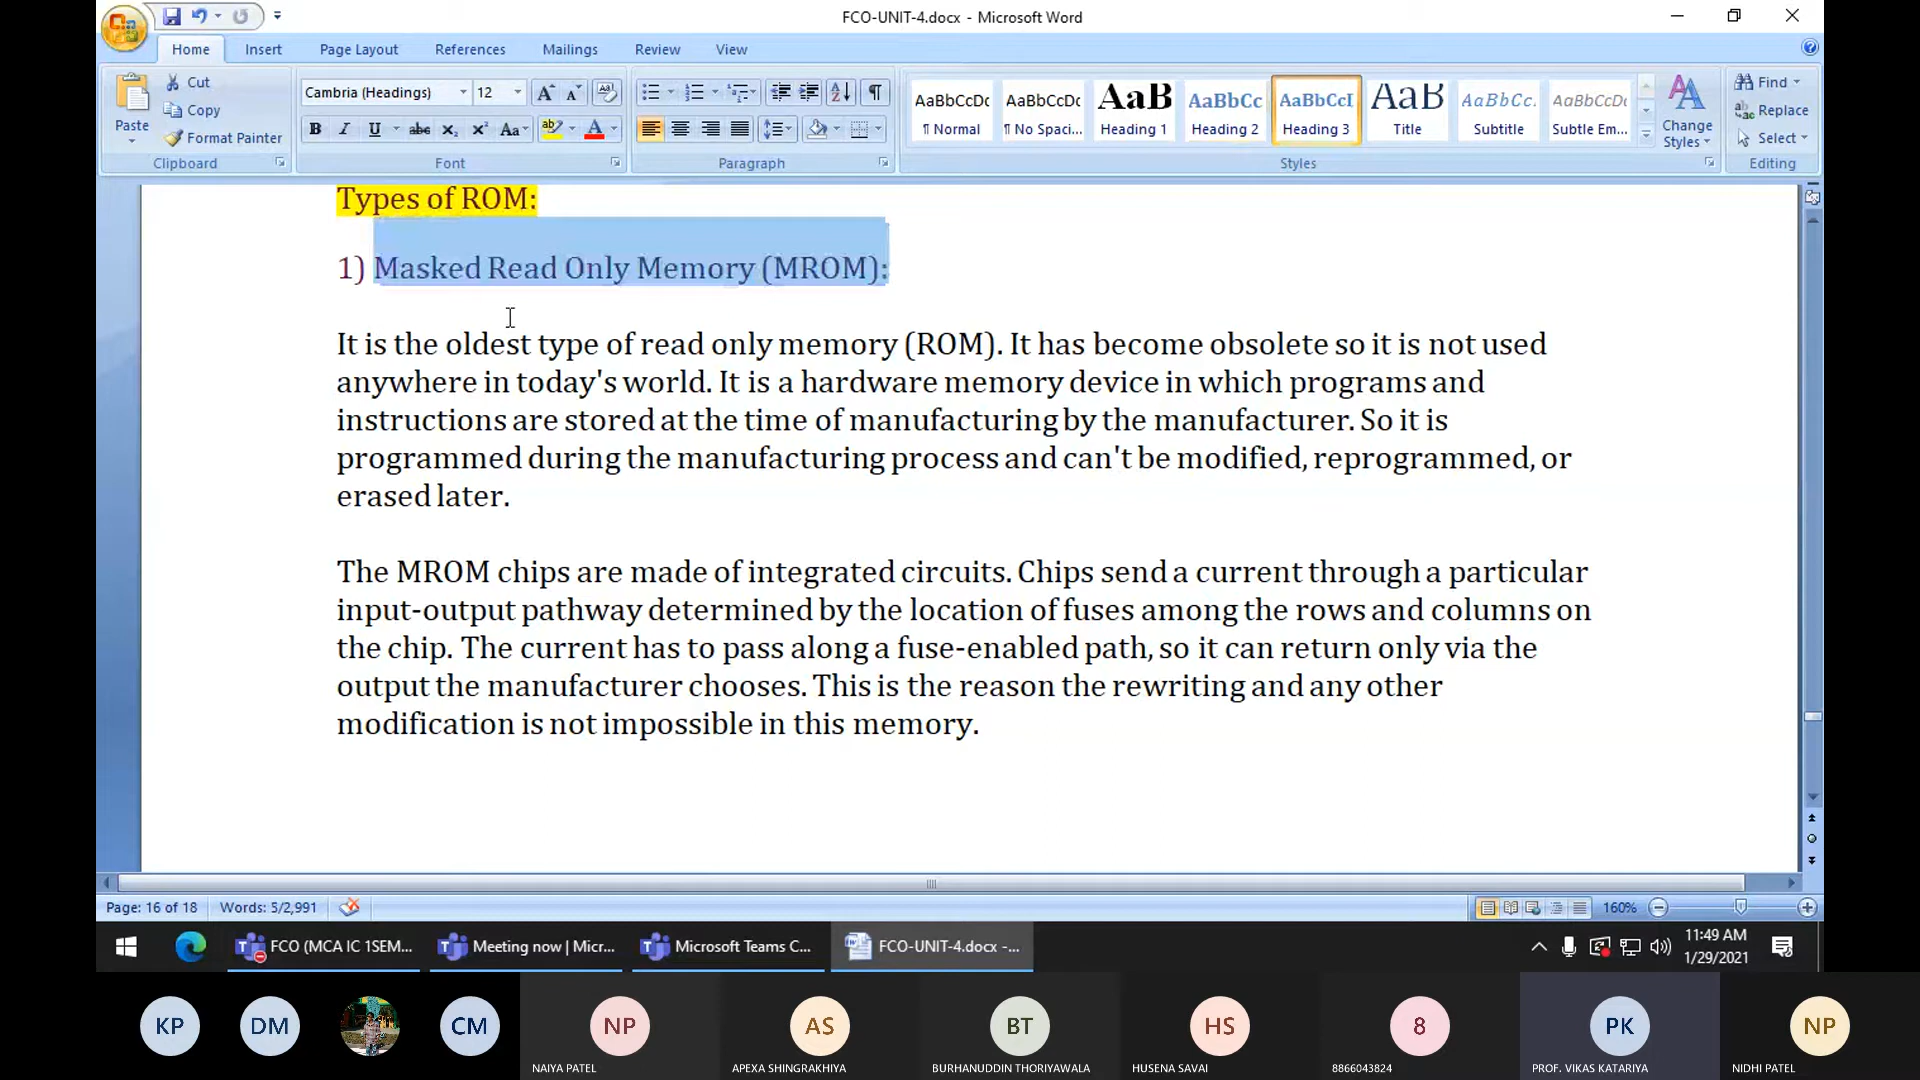 FCO-UNIT-4.docx - Microsoft Word
Home Insert Page Layout References Mailings Review View
Paste
Cut
Copy
Format Painter
Clipboard
Cambria (Headings) 12
Font
Paragraph
AaBbCcDc AaBbCcDc AaB AaBbCc AaBbCcI AaB AaBbCc. AaBbCcDc
¶ Normal ¶ No Spaci... Heading 1 Heading 2 Heading 3 Title Subtitle Subtle Em...
Change Styles
Styles
Find
Replace
Select
Editing
Types of ROM:
1) Masked Read Only Memory (MROM):
It is the oldest type of read only memory (ROM). It has become obsolete so it is not used
anywhere in today's world. It is a hardware memory device in which programs and
instructions are stored at the time of manufacturing by the manufacturer. So it is
programmed during the manufacturing process and can't be modified, reprogrammed, or
erased later.
The MROM chips are made of integrated circuits. Chips send a current through a particular
input-output pathway determined by the location of fuses among the rows and columns on
the chip. The current has to pass along a fuse-enabled path, so it can return only via the
output the manufacturer chooses. This is the reason the rewriting and any other
modification is not impossible in this memory.
Page: 16 of 18 Words: 5/2,991 160%
FCO (MCA IC 1SEM... Meeting now | Micr... Microsoft Teams C... FCO-UNIT-4.docx -...
11:49 AM
1/29/2021
KP DM CM NP AS BT HS 8 PK NP
NAIYA PATEL APEXA SHINGRAKHIYA BURHANUDDIN THORIYAWALA HUSENA SAVAI 8866043824 PROF. VIKAS KATARIYA NIDHI PATEL